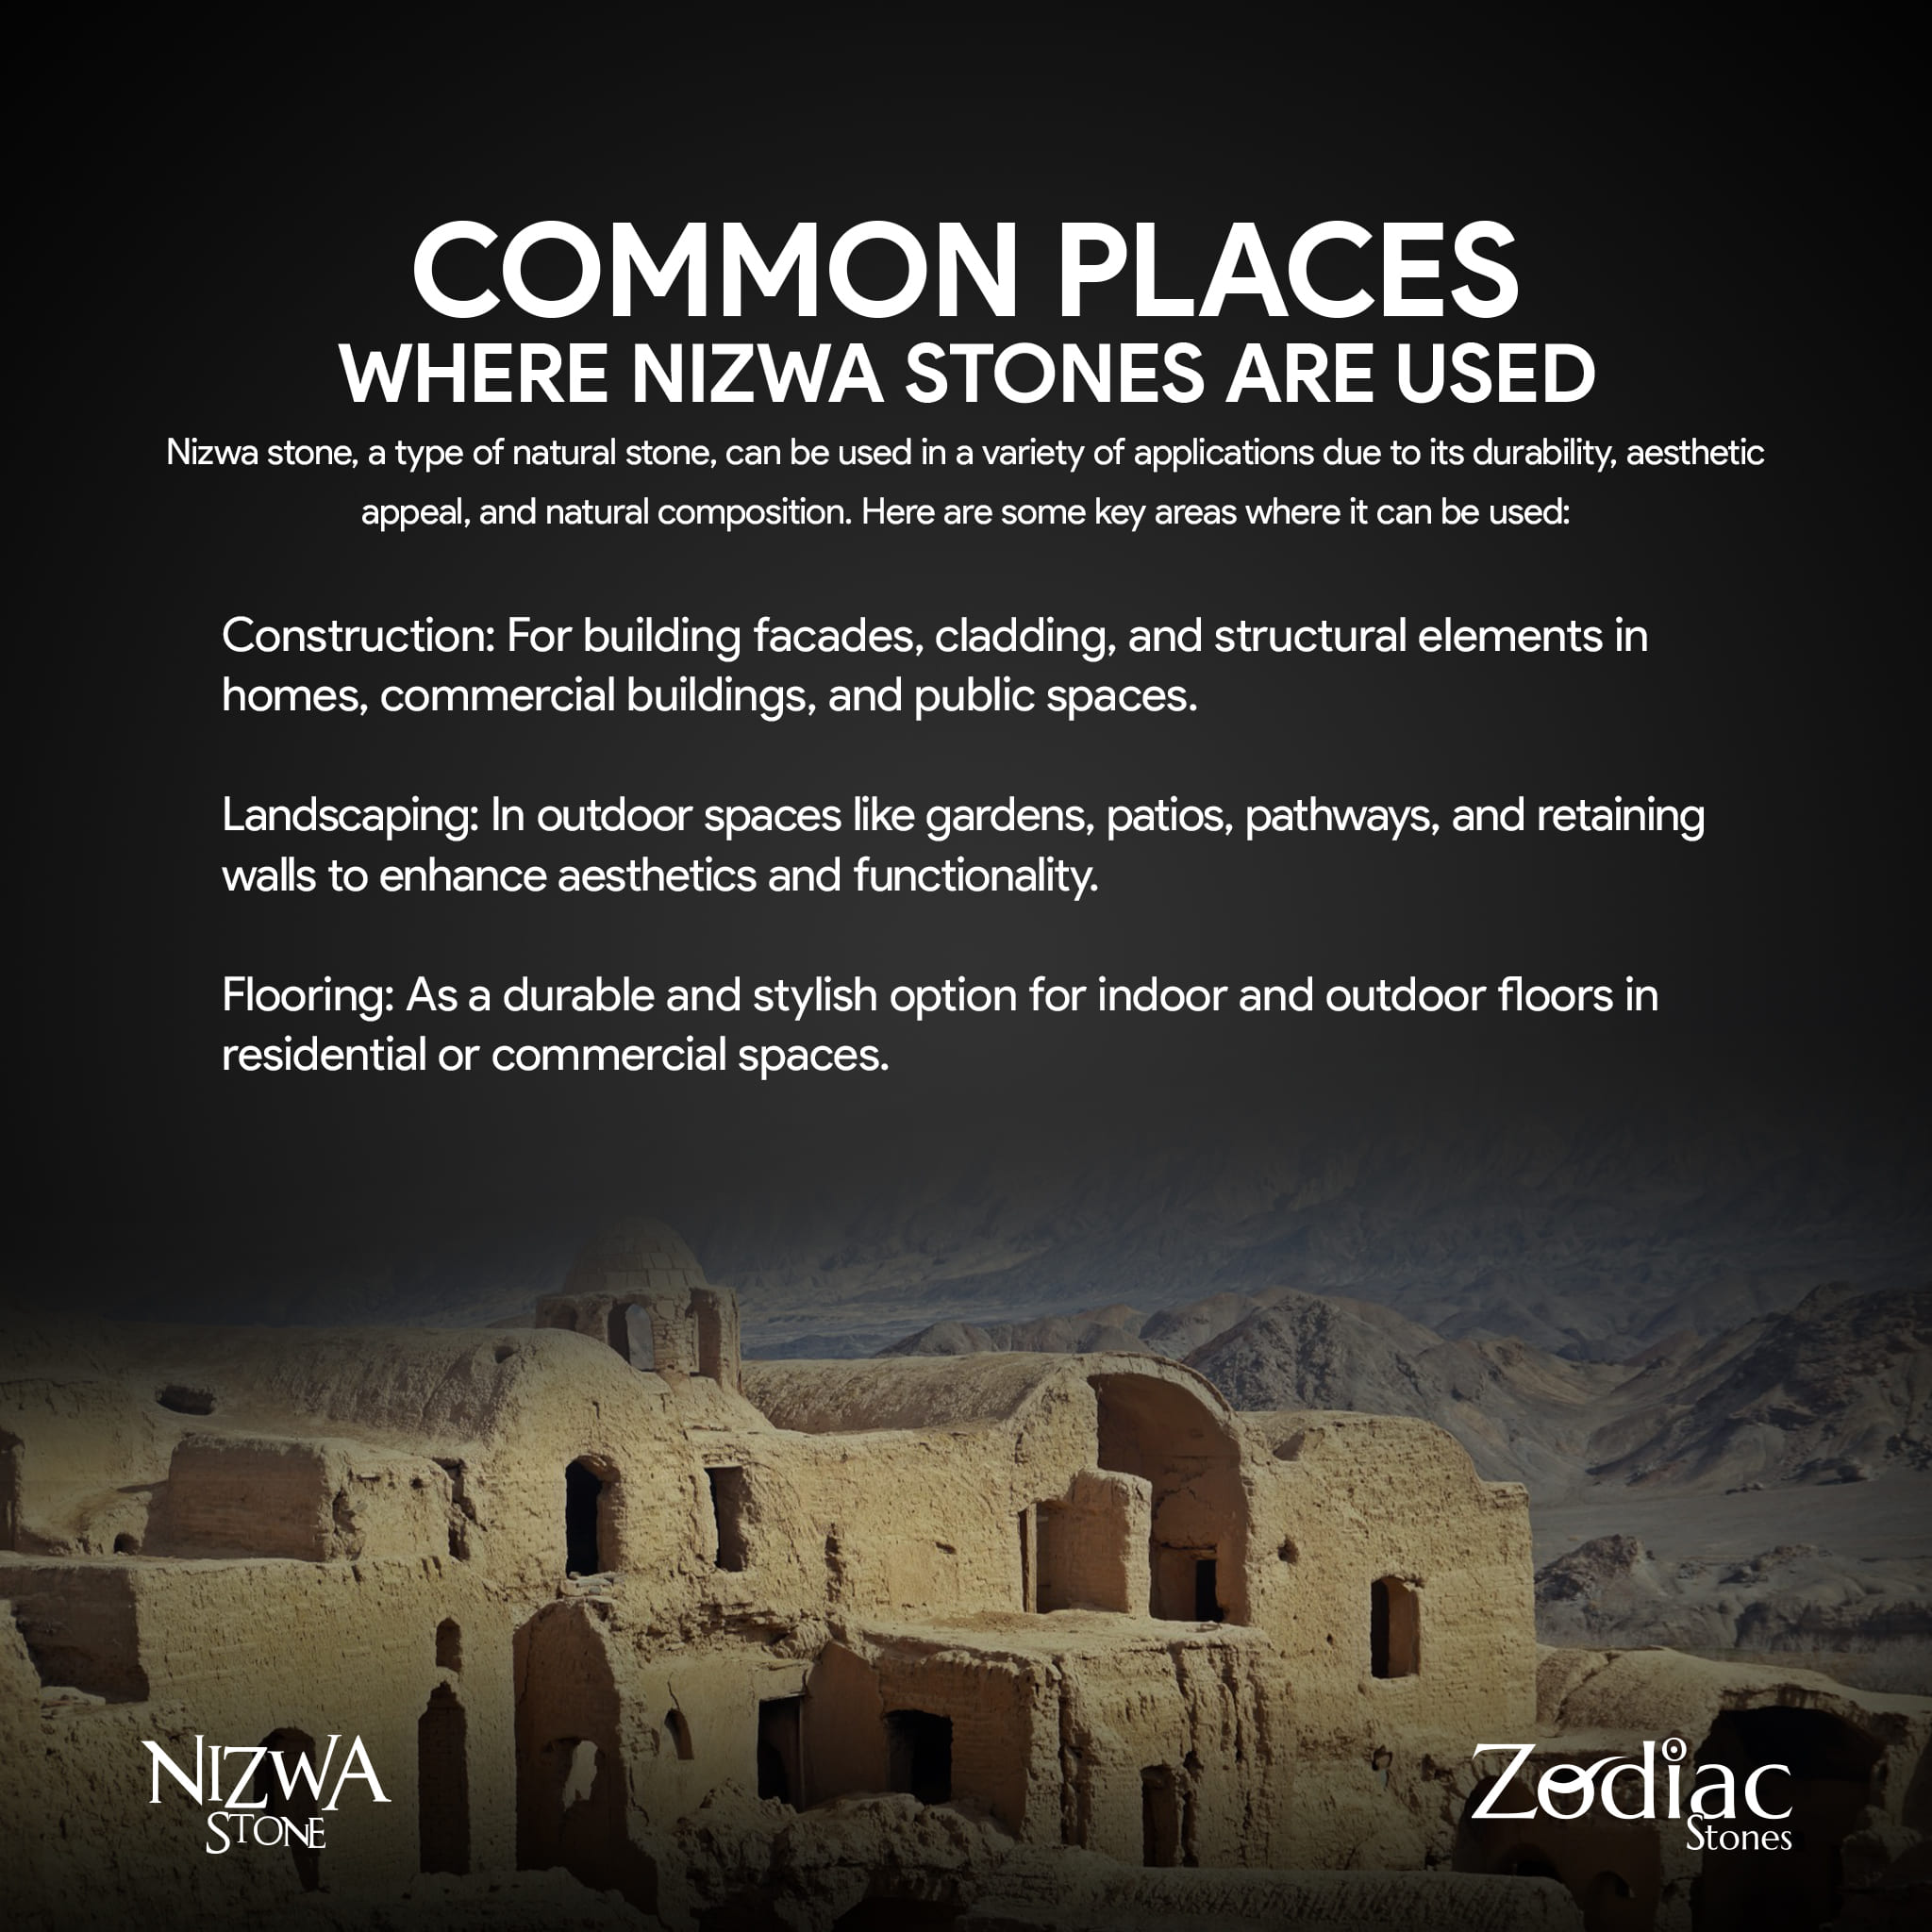 COMMON PLACES
WHERE NIZWA STONES ARE USED
Nizwa stone, a type of natural stone, can be used in a variety of applications due to its durability, aesthetic
appeal, and natural composition. Here are some key areas where it can be used:
Construction: For building facades, cladding, and structural elements in
homes, commercial buildings, and public spaces.
Landscaping: In outdoor spaces like gardens, patios, pathways, and retaining
walls to enhance aesthetics and functionality.
Flooring: As a durable and stylish option for indoor and outdoor floors in
residential or commercial spaces.
NIZWA
STONE
Zodiac
Stones